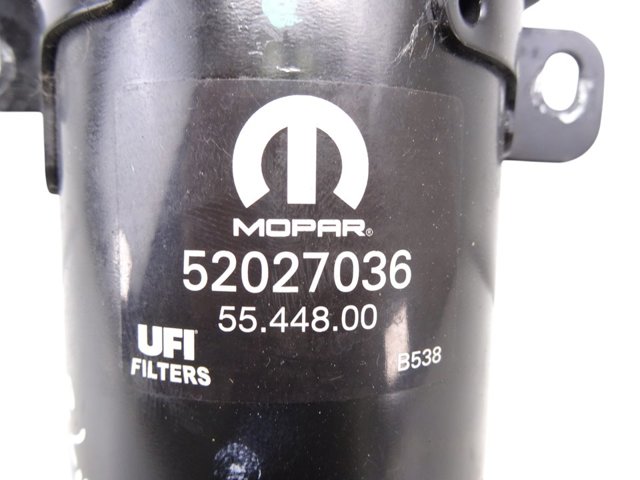 MOPAR®
52027036
55.448.00
UFI
FILTERS
B538